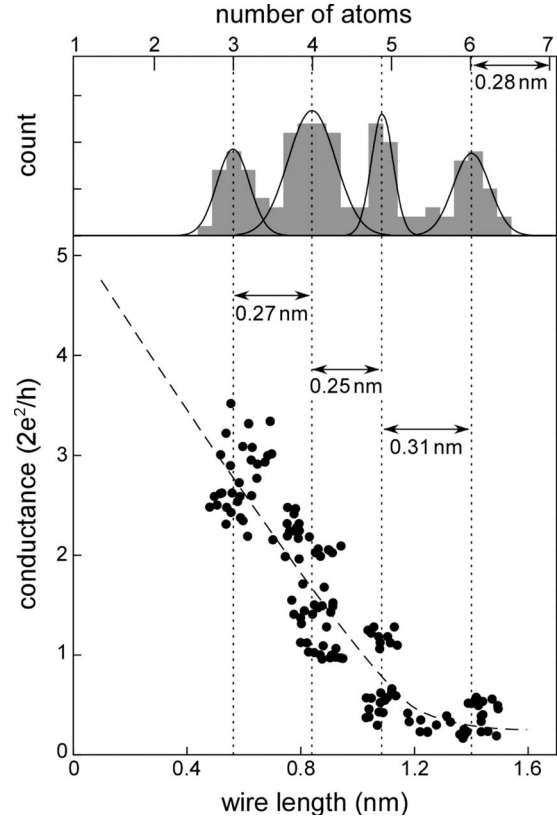 number of atoms
1 2 3 4 5 6 7
0.28 nm
count
5
0.27 nm
4
0.25 nm
3
0.31 nm
conductance (2e²/h)
2
1
0
0 0.4 0.8 1.2 1.6
wire length (nm)